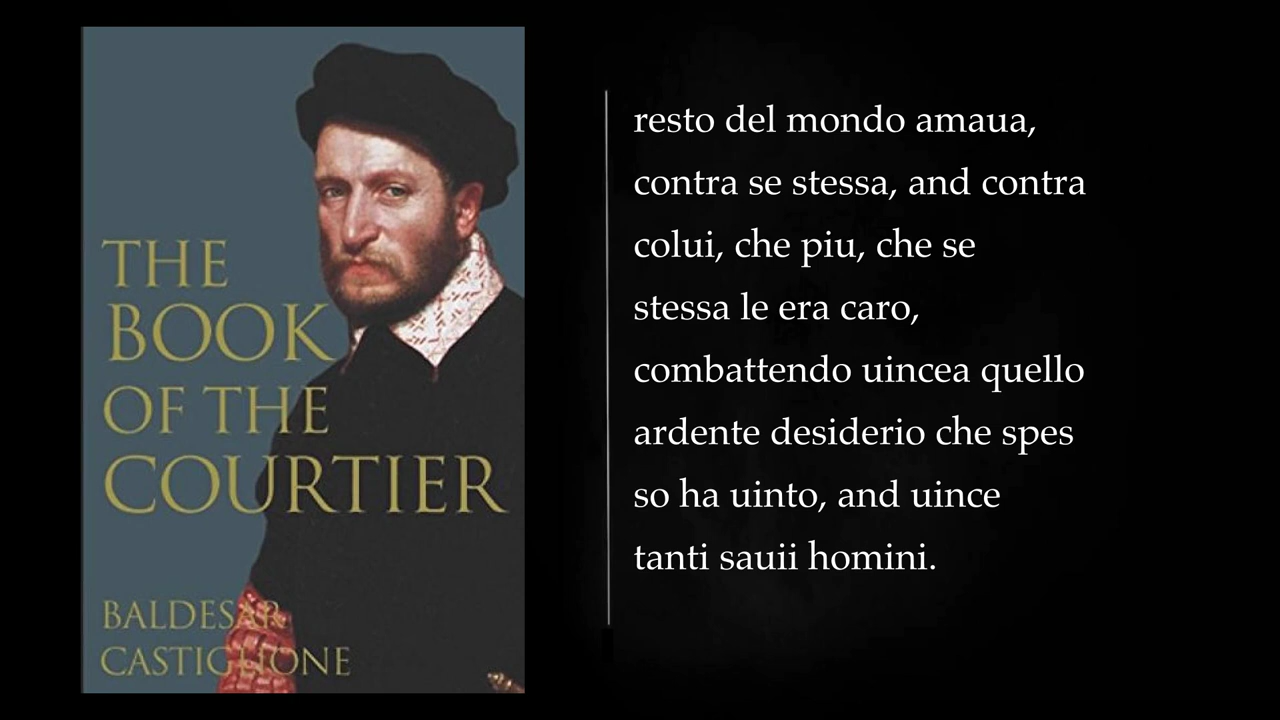 THE
BOOK
OF THE
COURTIER
BALDESAR
CASTIGLIONE
resto del mondo amaua,
contra se stessa, and contra
colui, che piu, che se
stessa le era caro,
combattendo uincea quello
ardente desiderio che spes
so ha uinto, and uince
tanti sauii homini.